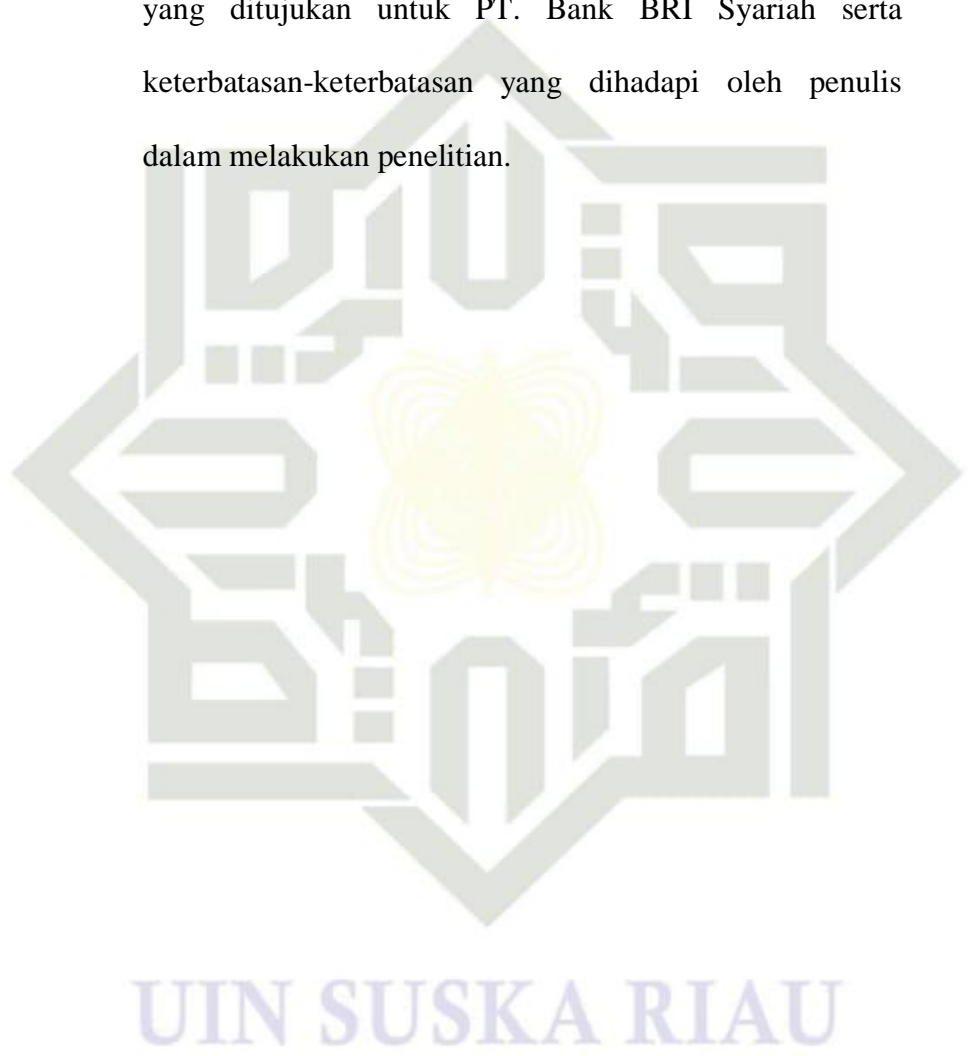 yang ditujukan untuk PT. Bank BRI Syariah serta
keterbatasan-keterbatasan yang dihadapi oleh penulis
dalam melakukan penelitian.
UIN SUSKA RIAU